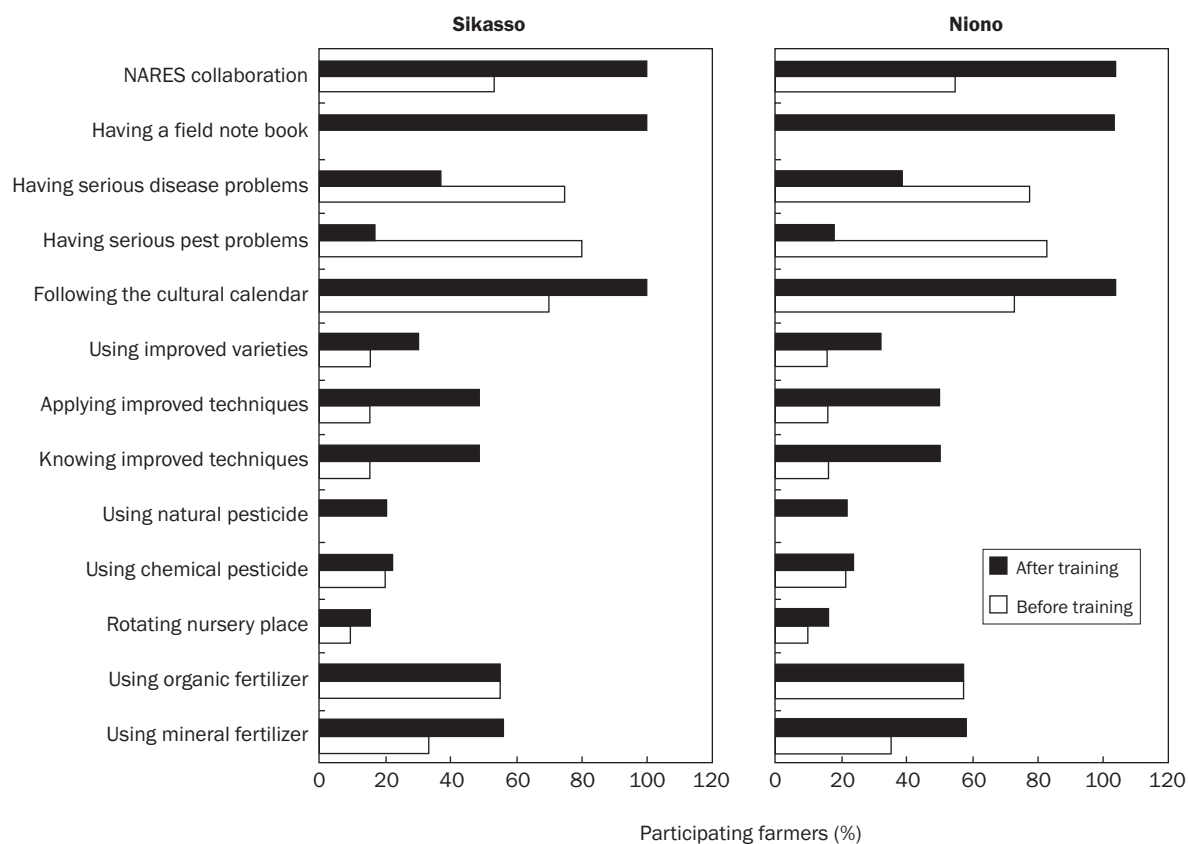 Sikasso
Niono
NARES collaboration
Having a field note book
Having serious disease problems
Having serious pest problems
Following the cultural calendar
Using improved varieties
Applying improved techniques
Knowing improved techniques
Using natural pesticide
Using chemical pesticide
Rotating nursery place
Using organic fertilizer
Using mineral fertilizer
After training
Before training
0 20 40 60 80 100 120
0 20 40 60 80 100 120
Participating farmers (%)